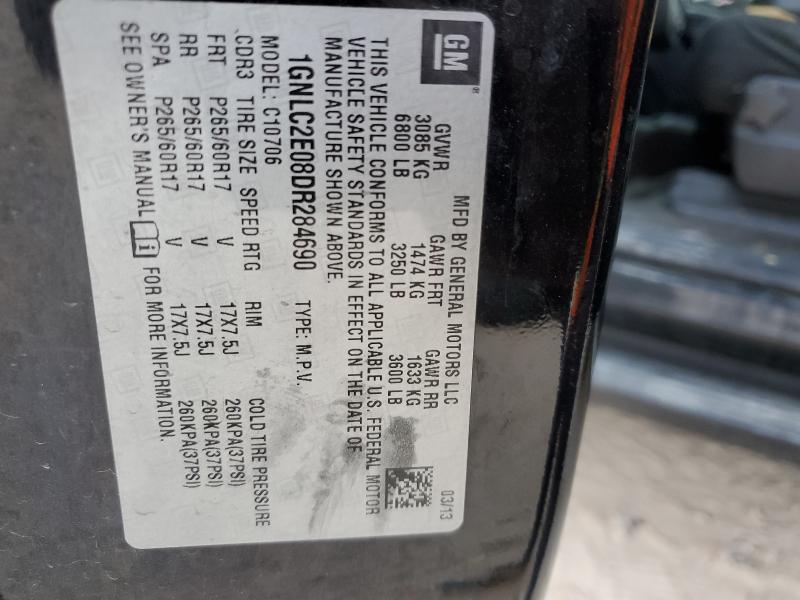 GM
MFD BY GENERAL MOTORS LLC
03/13
GVWR GAWR FRT GAWR RR
3085 KG 1474 KG 1633 KG
6800 LB 3250 LB 3600 LB
THIS VEHICLE CONFORMS TO ALL APPLICABLE U.S. FEDERAL MOTOR
VEHICLE SAFETY STANDARDS IN EFFECT ON THE DATE OF
MANUFACTURE SHOWN ABOVE.
1GNLC2E08DR284690 TYPE: M.P.V.
MODEL: C10706
CDR3 TIRE SIZE SPEED RTG RIM COLD TIRE PRESSURE
FRT P265/60R17 V 17X7.5J 260KPA(37PSI)
RR P265/60R17 V 17X7.5J 260KPA(37PSI)
SPA P265/60R17 V 17X7.5J 260KPA(37PSI)
SEE OWNER'S MANUAL i FOR MORE INFORMATION.